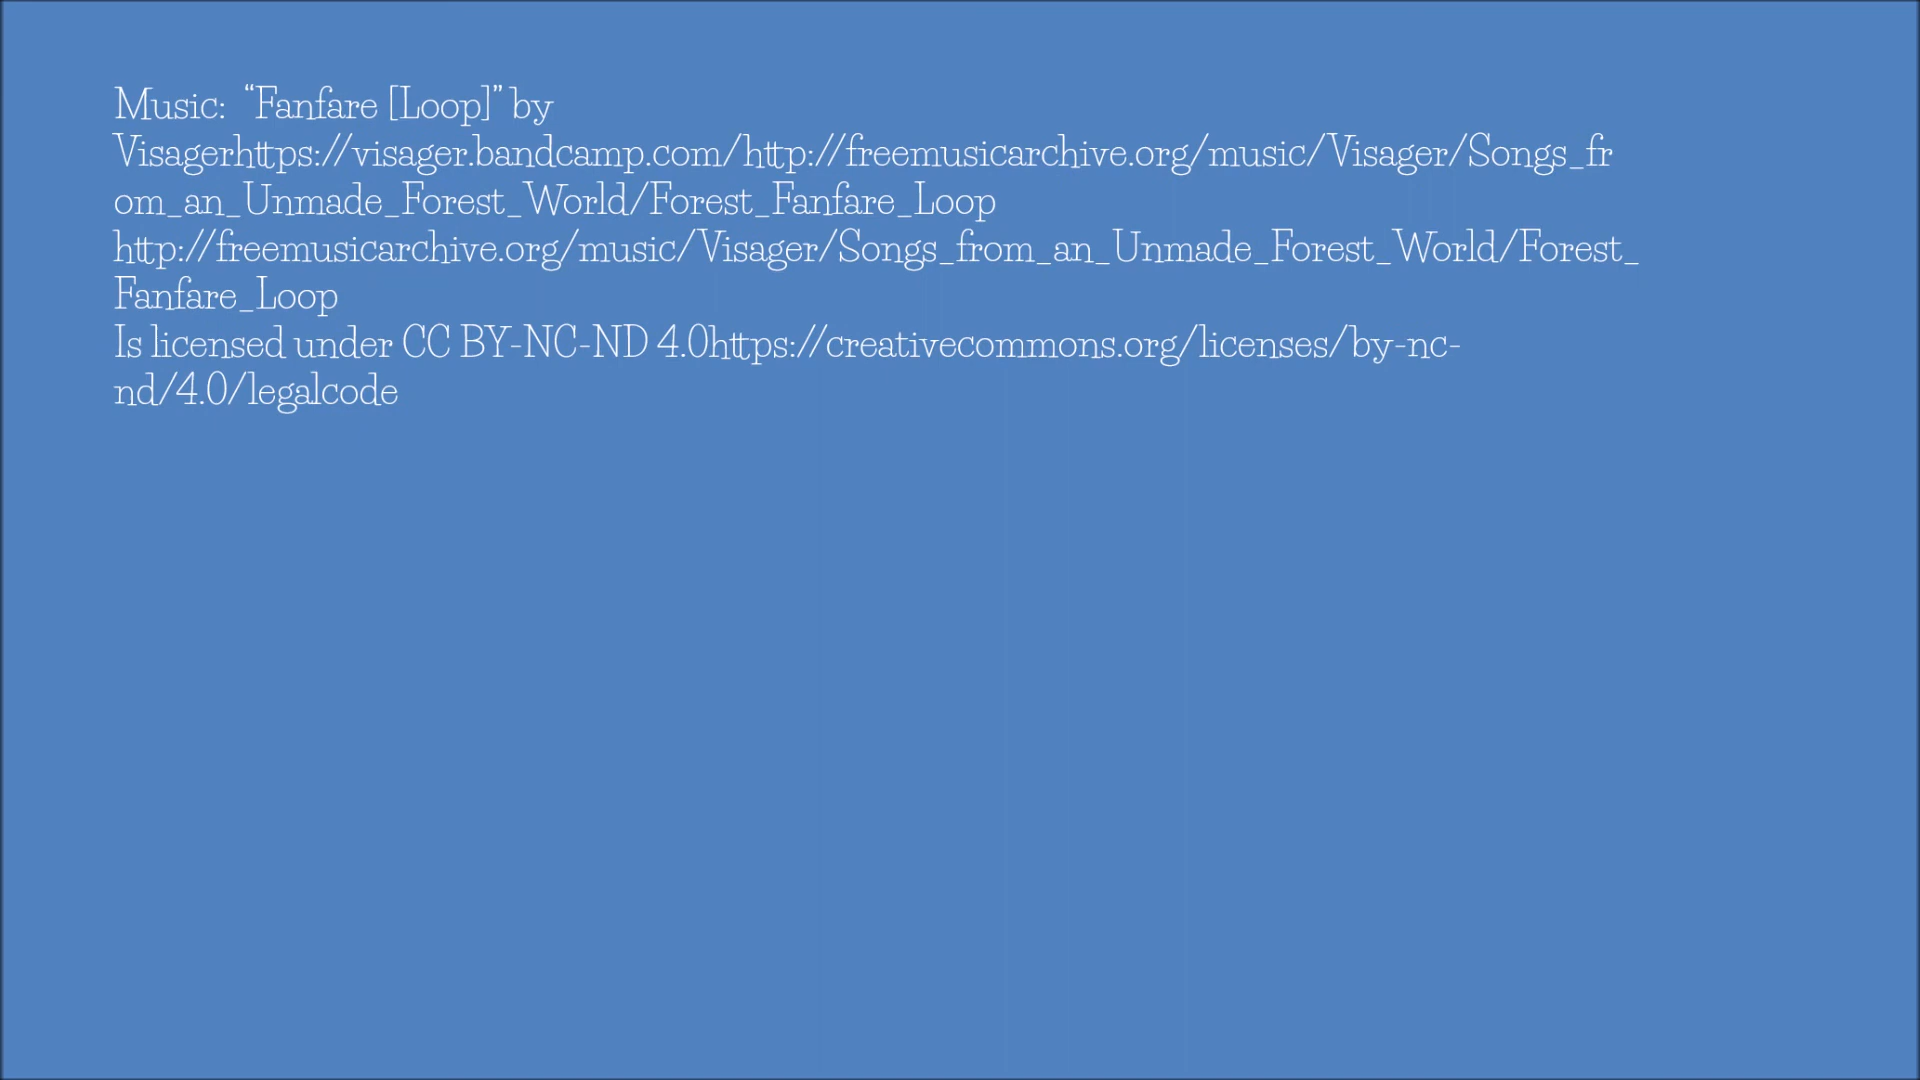 Music:  “Fanfare [Loop]” by
Visagerhttps://visager.bandcamp.com/http://freemusicarchive.org/music/Visager/Songs_fr
om_an_Unmade_Forest_World/Forest_Fanfare_Loop
http://freemusicarchive.org/music/Visager/Songs_from_an_Unmade_Forest_World/Forest_
Fanfare_Loop
Is licensed under CC BY-NC-ND 4.0https://creativecommons.org/licenses/by-nc-
nd/4.0/legalcode